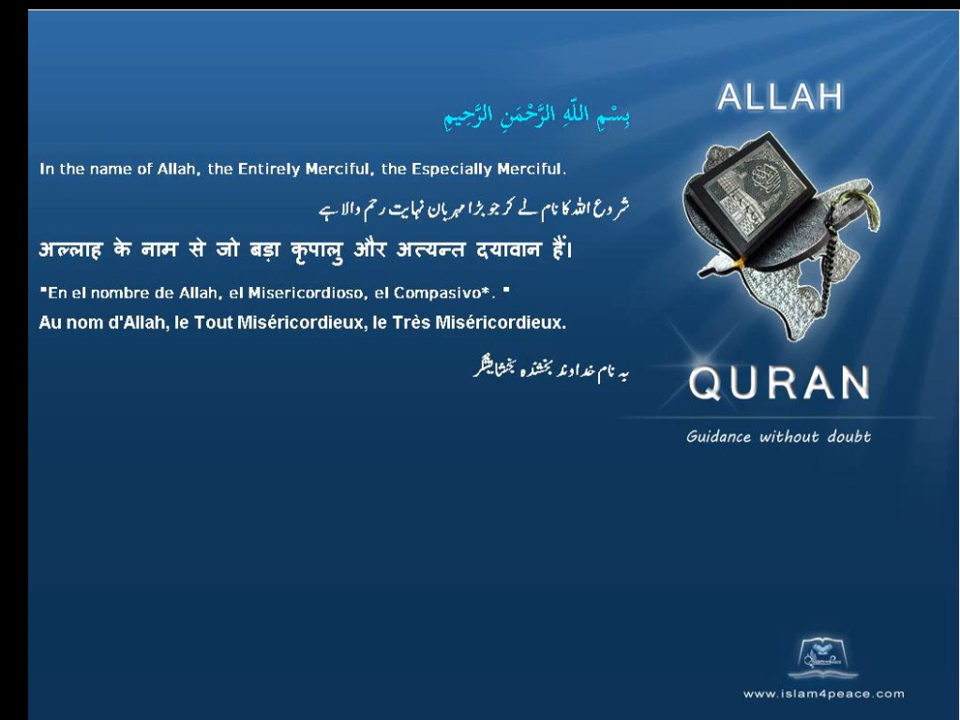 بِسْمِ اللَّهِ الرَّحْمَنِ الرَّحِيمِ
In the name of Allah, the Entirely Merciful, the Especially Merciful.
شروع اللہ کا نام لے کر جو بڑا مہربان نہایت رحم والا ہے
अल्लाह के नाम से जो बड़ा कृपालु और अत्यन्त दयावान हैं।
"En el nombre de Allah, el Misericordioso, el Compasivo*. "
Au nom d'Allah, le Tout Miséricordieux, le Très Miséricordieux.
به نام خداوند بخشنده بخشایشگر
ALLAH
QURAN
Guidance without doubt
www.islam4peace.com